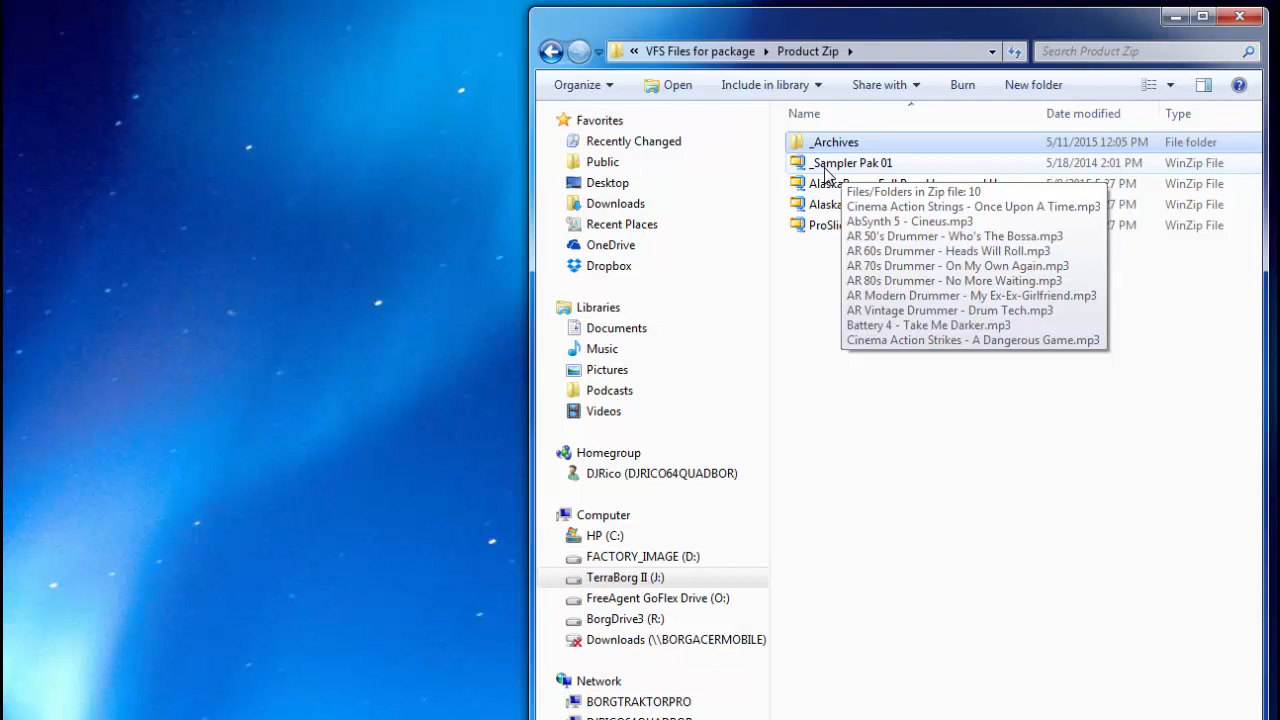 VFS Files for package
Product Zip
Search Product Zip
Organize
Open
Include in library
Share with
Burn
New folder
Name
Date modified
Type
Favorites
Recently Changed
Public
Desktop
Downloads
Recent Places
OneDrive
Dropbox
Libraries
Documents
Music
Pictures
Podcasts
Videos
Homegroup
DJRico (DJRICO64QUADBOR)
Computer
HP (C:)
FACTORY_IMAGE (D:)
TerraBorg II (J:)
FreeAgent GoFlex Drive (O:)
BorgDrive3 (R:)
Downloads (\\BORGACERMOBILE)
Network
BORGTRAKTORPRO
DJRICO64QUADBOR
_Archives 5/11/2015 12:05 PM File folder
_Sampler Pak 01 5/18/2014 2:01 PM WinZip File
WinZip File
Alaska WinZip File
WinZip File
Files/Folders in Zip file: 10
Cinema Action Strings - Once Upon A Time.mp3
AbSynth 5 - Cineus.mp3
AR 50's Drummer - Who's The Bossa.mp3
AR 60s Drummer - Heads Will Roll.mp3
AR 70s Drummer - On My Own Again.mp3
AR 80s Drummer - No More Waiting.mp3
AR Modern Drummer - My Ex-Ex-Girlfriend.mp3
AR Vintage Drummer - Drum Tech.mp3
Battery 4 - Take Me Darker.mp3
Cinema Action Strikes - A Dangerous Game.mp3